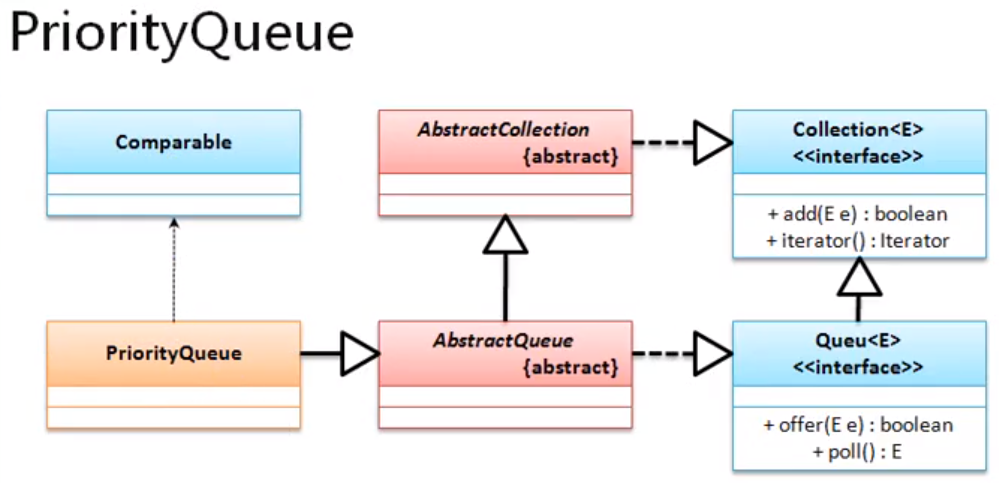 PriorityQueue
Comparable
AbstractCollection
{abstract}
Collection<E>
<<interface>>
+ add(E e) : boolean
+ iterator() : Iterator
PriorityQueue
AbstractQueue
{abstract}
Queu<E>
<<interface>>
+ offer(E e) : boolean
+ poll() : E